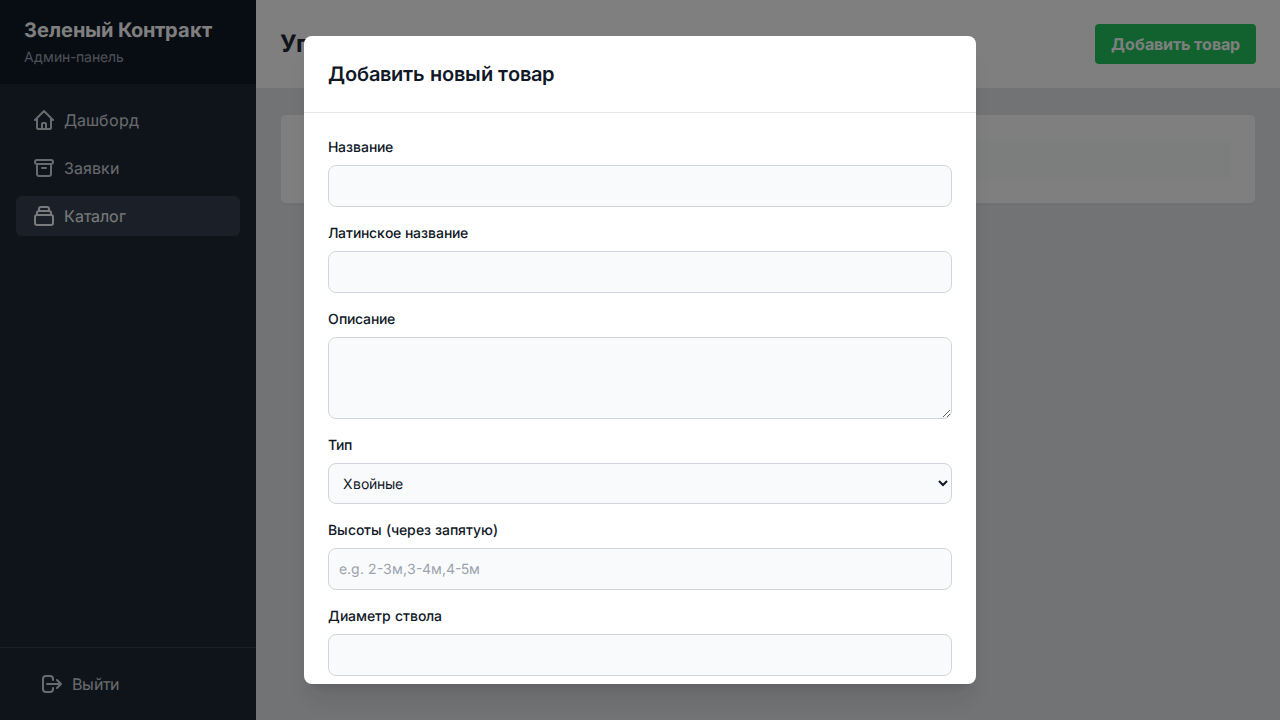 Зеленый Контракт
Админ-панель
Дашборд
Заявки
Каталог
Выйти
Добавить товар
Добавить новый товар
Название
Латинское название
Описание
Тип
Хвойные
Высоты (через запятую)
e.g. 2-3м,3-4м,4-5м
Диаметр ствола